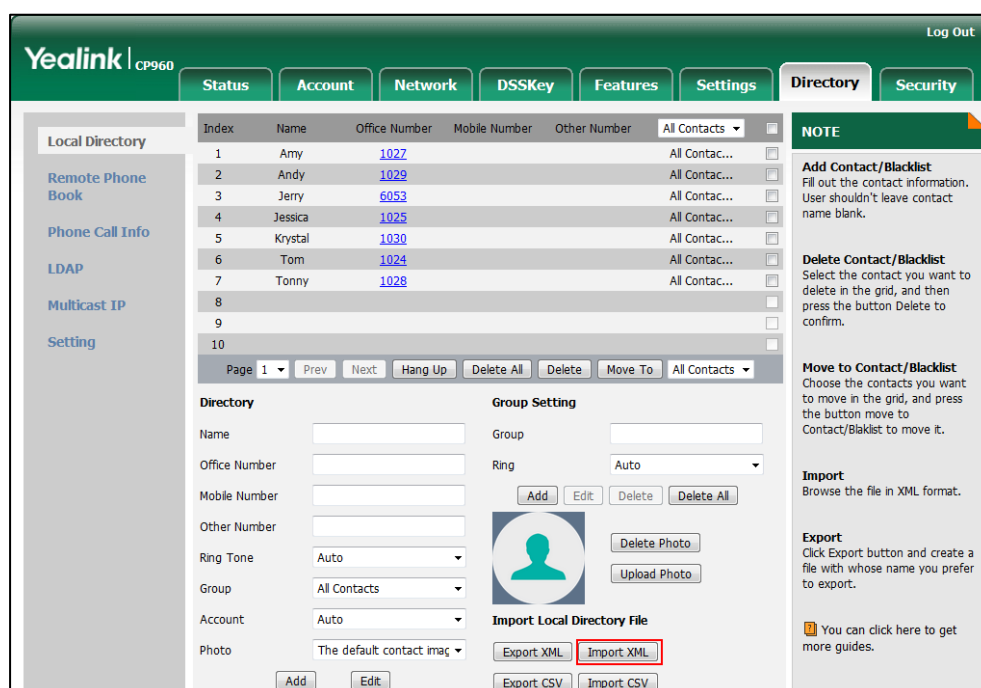 Log Out
Yealink | CP960
Status Account Network DSSKey Features Settings Directory Security
Local Directory
Remote Phone
Book
Phone Call Info
LDAP
Multicast IP
Setting
Index Name Office Number Mobile Number Other Number All Contacts
1 Amy 1027 All Contac...
2 Andy 1029 All Contac...
3 Jerry 6053 All Contac...
4 Jessica 1025 All Contac...
5 Krystal 1030 All Contac...
6 Tom 1024 All Contac...
7 Tonny 1028 All Contac...
8
9
10
Page 1 Prev Next Hang Up Delete All Delete Move To All Contacts
Directory
Name
Office Number
Mobile Number
Other Number
Ring Tone Auto
Group All Contacts
Account Auto
Photo The default contact imag
Add Edit
Group Setting
Group
Ring Auto
Add Edit Delete Delete All
Delete Photo
Upload Photo
Import Local Directory File
Export XML Import XML
Export CSV Import CSV
NOTE
Add Contact/Blacklist
Fill out the contact information.
User shouldn't leave contact
name blank.
Delete Contact/Blacklist
Select the contact you want to
delete in the grid, and then
press the button Delete to
confirm.
Move to Contact/Blacklist
Choose the contacts you want
to move in the grid, and press
the button move to
Contact/Blaklist to move it.
Import
Browse the file in XML format.
Export
Click Export button and create a
file with whose name you prefer
to export.
You can click here to get
more guides.